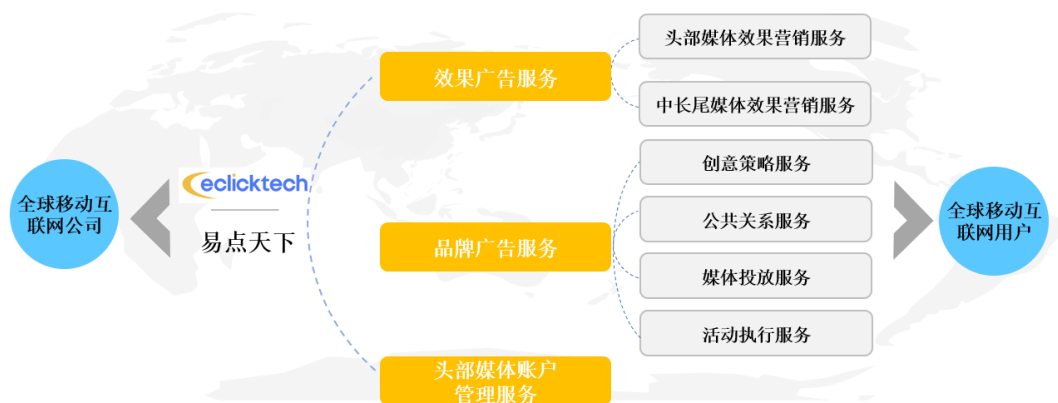 全球移动互
联网公司
eclicktech
易点天下
效果广告服务
头部媒体效果营销服务
中长尾媒体效果营销服务
品牌广告服务
创意策略服务
公共关系服务
媒体投放服务
活动执行服务
头部媒体账户
管理服务
全球移动互
联网用户